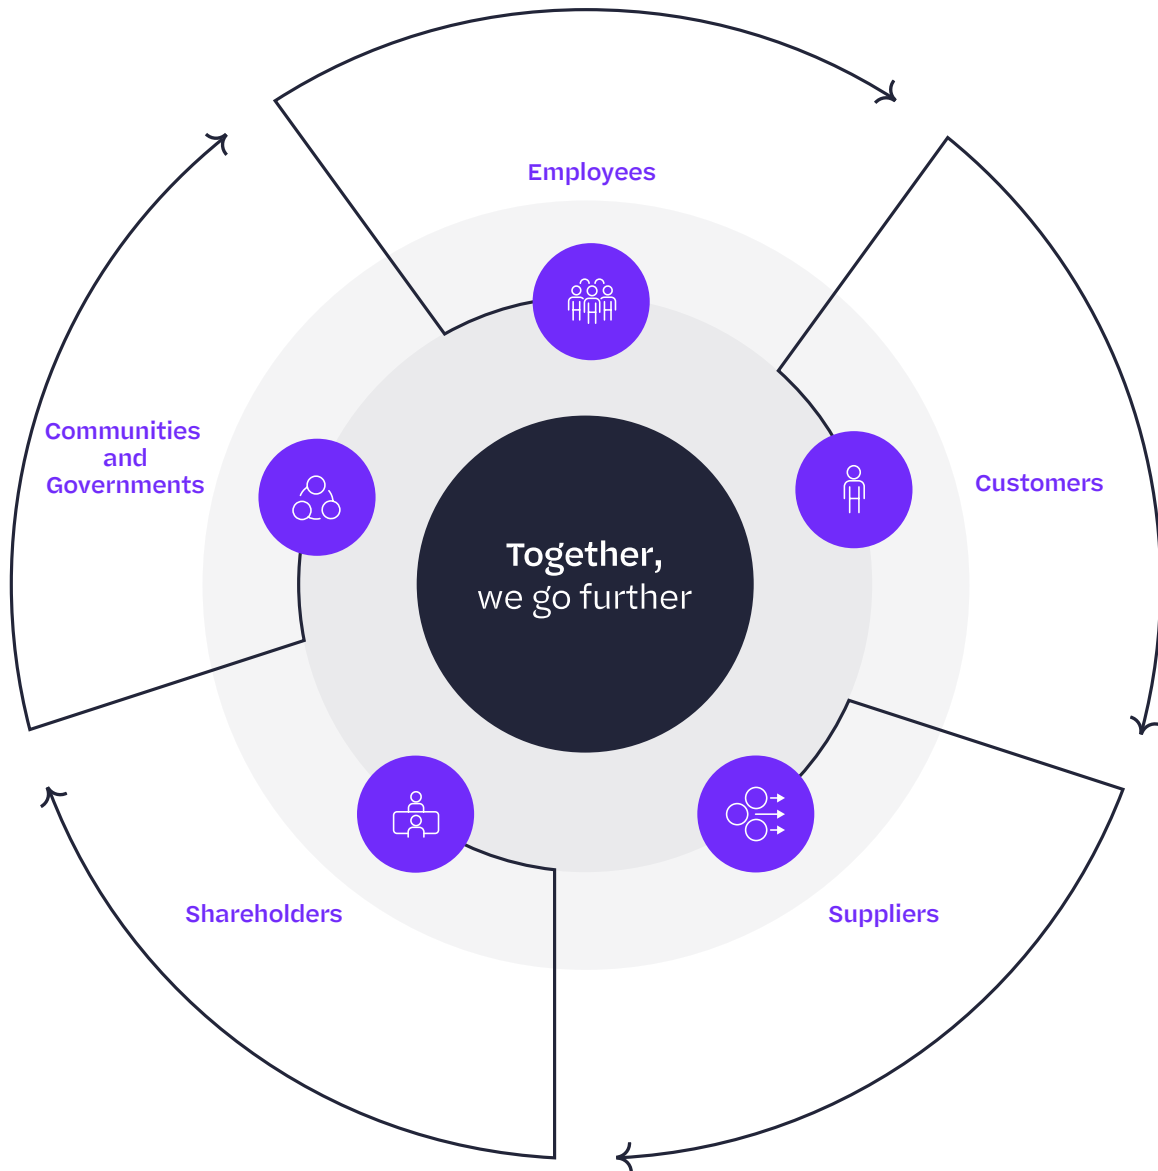 Employees
Communities
and
Governments
Customers
Together,
we go further
Shareholders
Suppliers